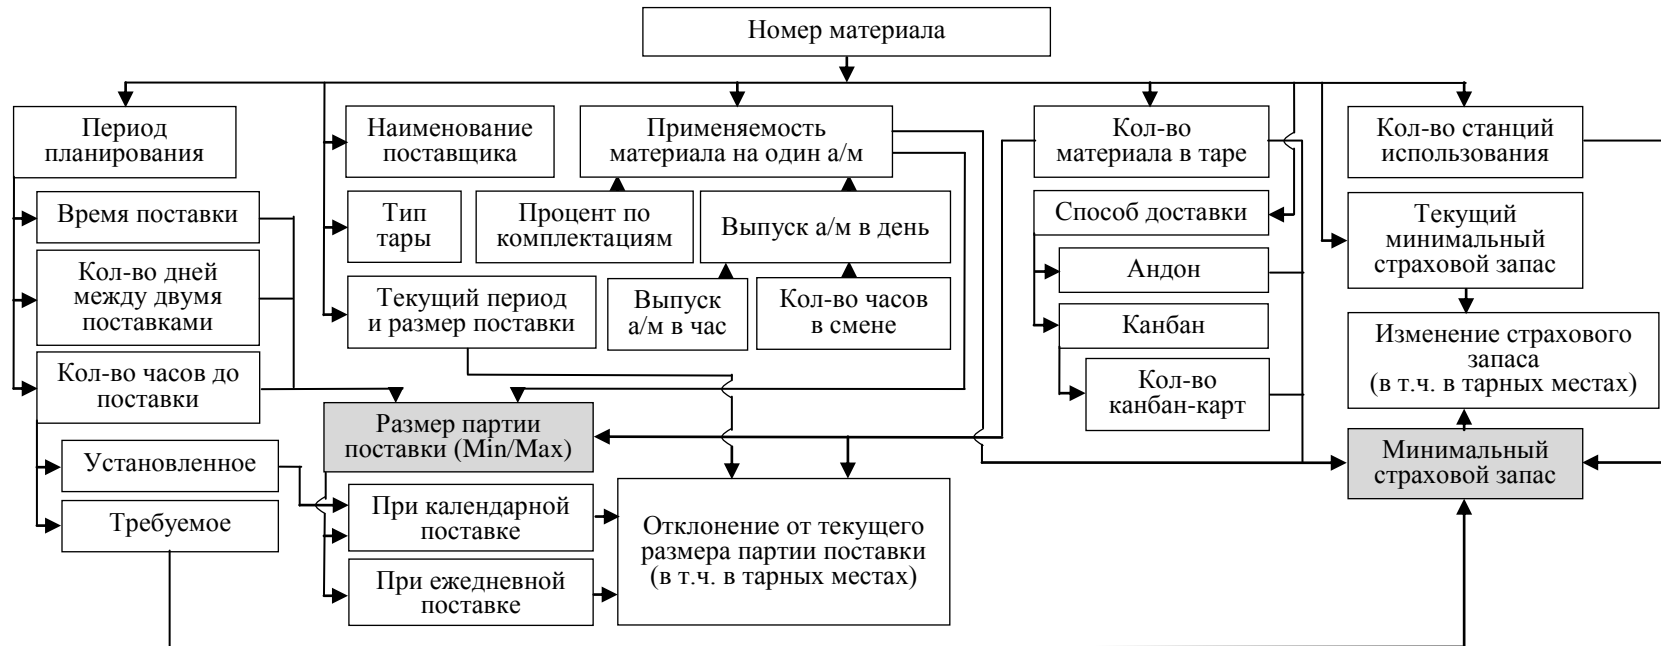 Номер материала
Период
планирования
Наименование
поставщика
Применяемость
материала на один а/м
Кол-во
материала в таре
Кол-во станций
использования
Время поставки
Тип
тары
Процент по
комплектациям
Выпуск а/м в день
Способ доставки
Текущий
минимальный
страховой запас
Кол-во дней
между двумя
поставками
Текущий период
и размер поставки
Выпуск
а/м в час
Кол-во часов
в смене
Андон
Канбан
Изменение страхового
запаса
(в т.ч. в тарных местах)
Кол-во часов до
поставки
Кол-во
канбан-карт
Размер партии
поставки (Min/Max)
Минимальный
страховой запас
Установленное
При календарной
поставке
Отклонение от текущего
размера партии поставки
(в т.ч. в тарных местах)
Требуемое
При ежедневной
поставке